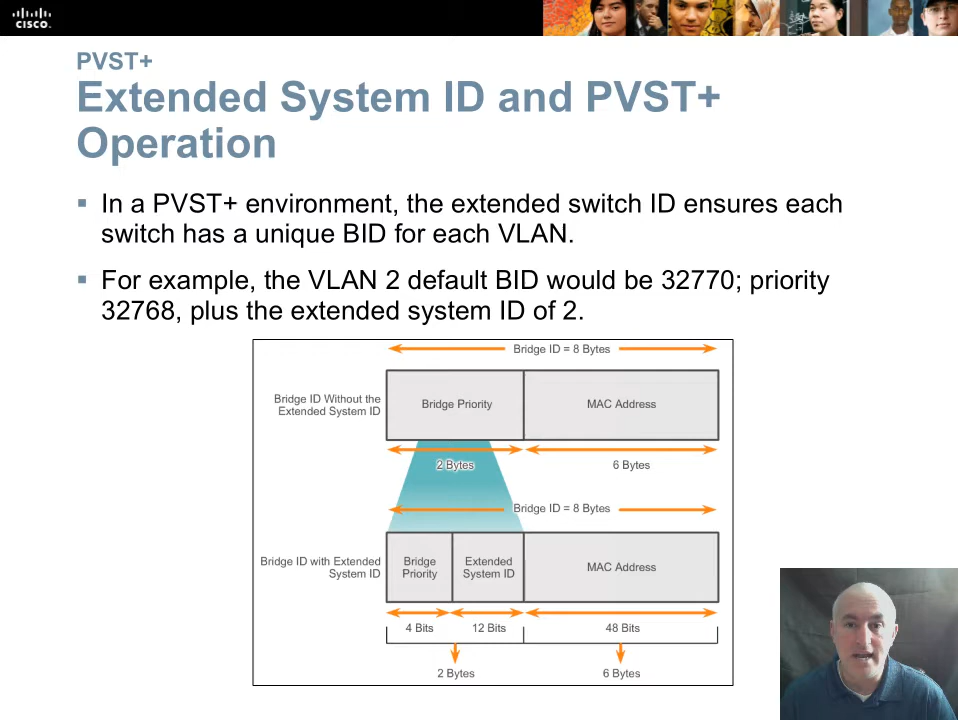 cisco.
PVST+
Extended System ID and PVST+
Operation
In a PVST+ environment, the extended switch ID ensures each
switch has a unique BID for each VLAN.
For example, the VLAN 2 default BID would be 32770; priority
32768, plus the extended system ID of 2.
Bridge ID = 8 Bytes
Bridge ID Without the
Extended System ID
Bridge Priority
MAC Address
2 Bytes
6 Bytes
Bridge ID = 8 Bytes
Bridge ID with Extended
System ID
Bridge
Priority
Extended
System ID
MAC Address
4 Bits
12 Bits
48 Bits
2 Bytes
6 Bytes